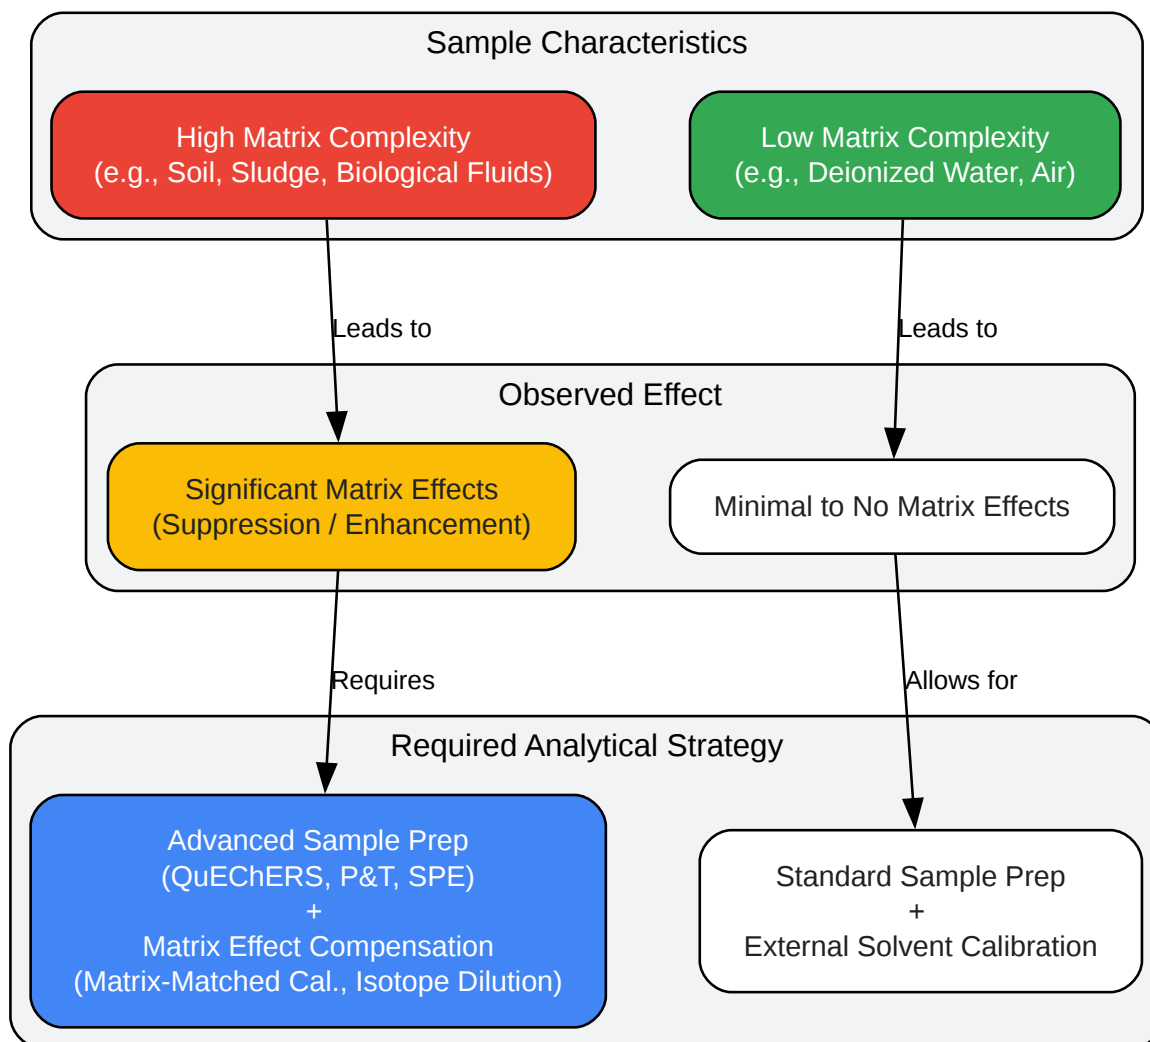 Sample Characteristics
High Matrix Complexity
(e.g., Soil, Sludge, Biological Fluids)
Low Matrix Complexity
(e.g., Deionized Water, Air)
Leads to
Leads to
Observed Effect
Significant Matrix Effects
(Suppression / Enhancement)
Minimal to No Matrix Effects
Requires
Allows for
Required Analytical Strategy
Advanced Sample Prep
(QuEChERS, P&T, SPE)
+
Matrix Effect Compensation
(Matrix-Matched Cal., Isotope Dilution)
Standard Sample Prep
+
External Solvent Calibration